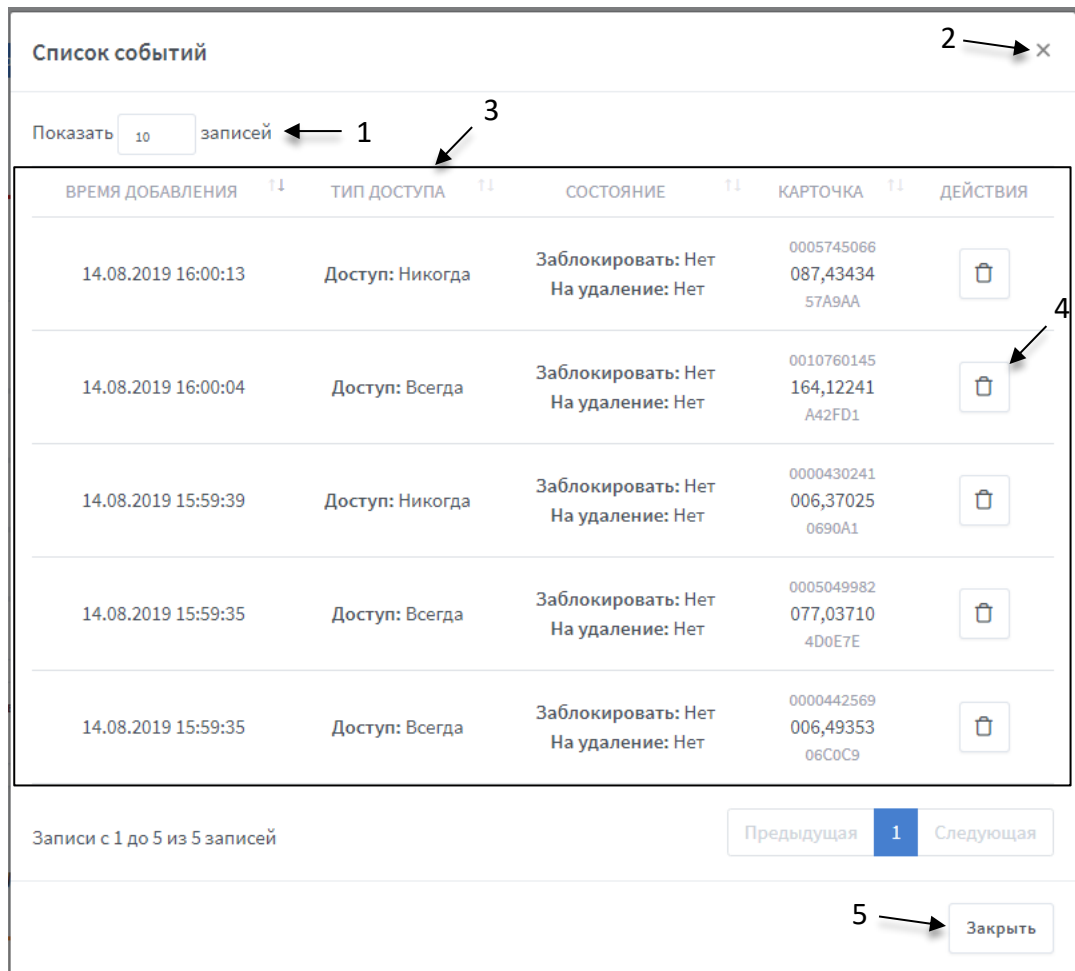 Список событий
2
×
Показать 10 записей
1
3
ВРЕМЯ ДОБАВЛЕНИЯ ТИП ДОСТУПА СОСТОЯНИЕ КАРТОЧКА ДЕЙСТВИЯ
14.08.2019 16:00:13
Доступ: Никогда
Заблокировать: Нет
На удаление: Нет
0005745066
087,43434
57A9AA
4
14.08.2019 16:00:04
Доступ: Всегда
Заблокировать: Нет
На удаление: Нет
0010760145
164,12241
A42FD1
14.08.2019 15:59:39
Доступ: Никогда
Заблокировать: Нет
На удаление: Нет
0000430241
006,37025
0690A1
14.08.2019 15:59:35
Доступ: Всегда
Заблокировать: Нет
На удаление: Нет
0005049982
077,03710
4D0E7E
14.08.2019 15:59:35
Доступ: Всегда
Заблокировать: Нет
На удаление: Нет
0000442569
006,49353
06C0C9
Записи с 1 до 5 из 5 записей
Предыдущая 1 Следующая
5
Закрыть